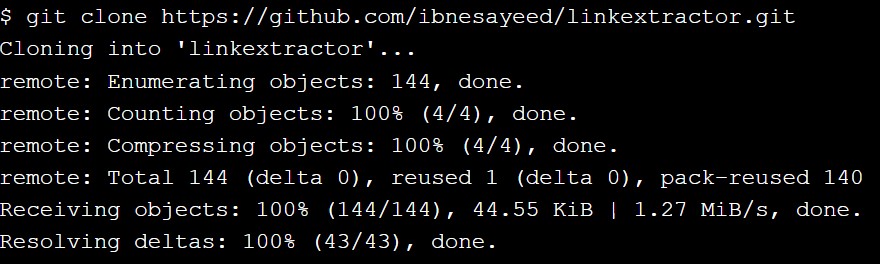 $ git clone https://github.com/ibnesayeed/linkextractor.git
Cloning into 'linkextractor'...
remote: Enumerating objects: 144, done.
remote: Counting objects: 100% (4/4), done.
remote: Compressing objects: 100% (4/4), done.
remote: Total 144 (delta 0), reused 1 (delta 0), pack-reused 140
Receiving objects: 100% (144/144), 44.55 KiB | 1.27 MiB/s, done.
Resolving deltas: 100% (43/43), done.